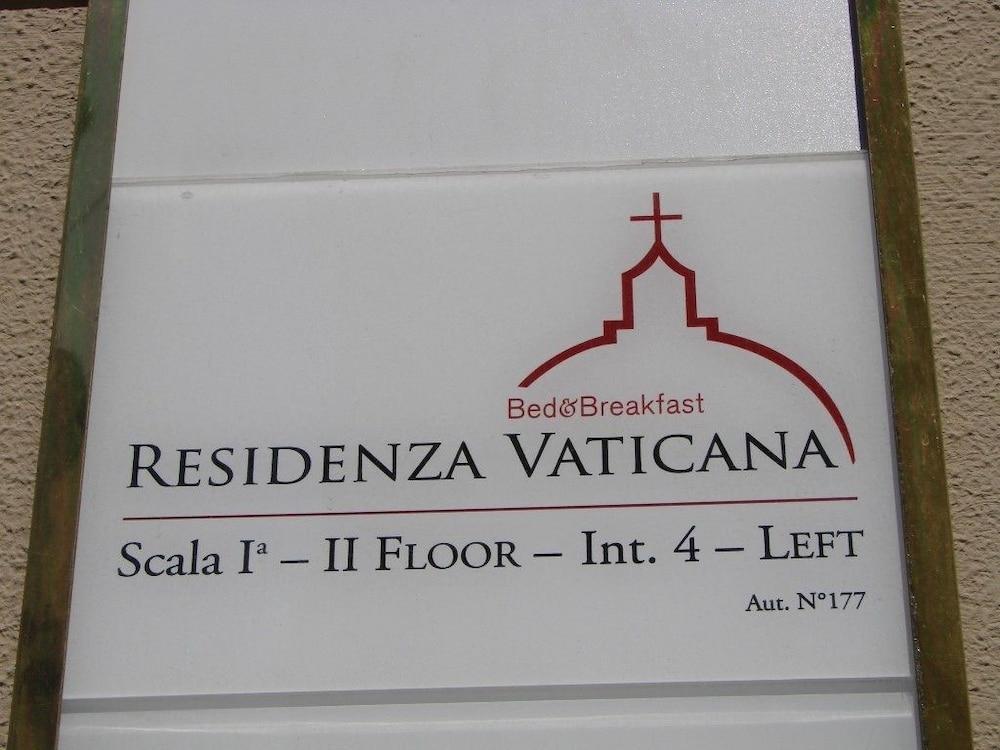 Bed&Breakfast
RESIDENZA VATICANA
Scala Iª – II FLOOR – Int. 4 – LEFT
Aut. N°177